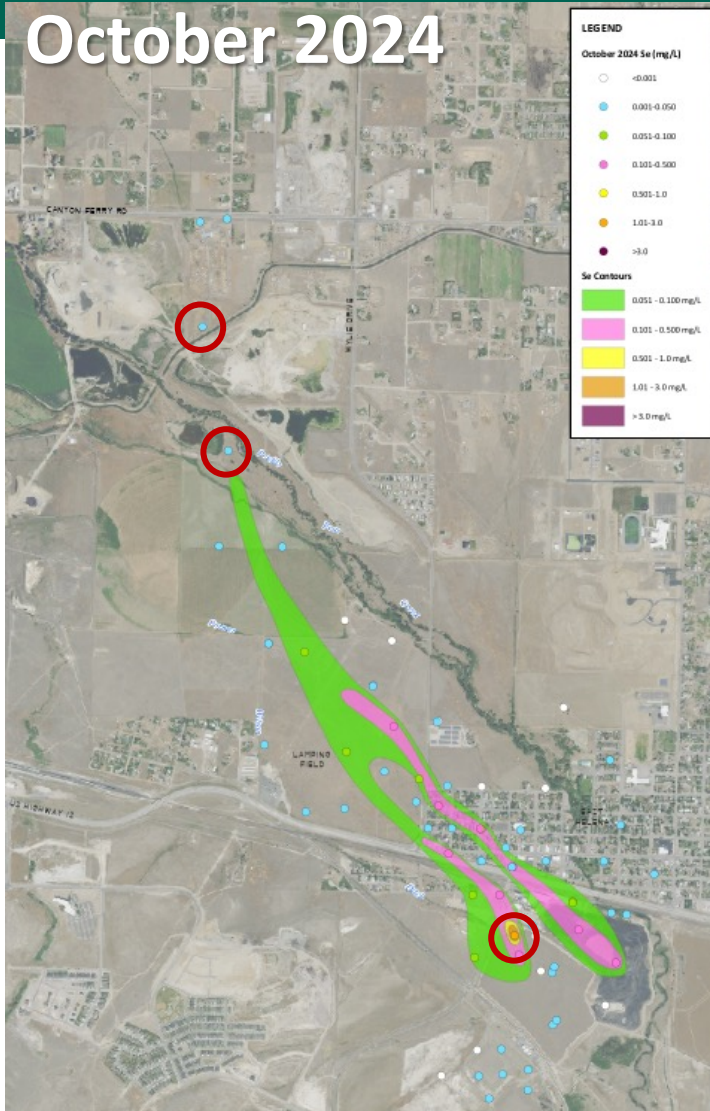 October 2024
LEGEND
October 2024 Se (mg/L)
<0.001
0.001-0.050
0.051-0.100
0.101-0.500
0.501-1.0
1.01-3.0
>3.0
Se Contours
0.051 - 0.100 mg/L
0.101 - 0.500 mg/L
0.501 - 1.0 mg/L
1.01 - 3.0 mg/L
> 3.0 mg/L
CANYON FERRY RD
WYLIE DRIVE
LAMPING
FIELD
US HIGHWAY 12
HELENA